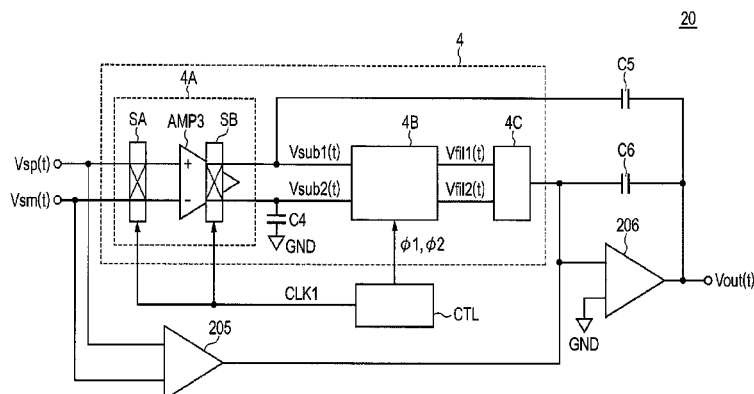 20
4
C5
4A
SA
AMP3
SB
4B
4C
C6
Vsp(t)
+
Vsub1(t)
Vfil1(t)
Vsm(t)
-
Vsub2(t)
Vfil2(t)
C4
GND
ϕ1, ϕ2
206
Vout(t)
CLK1
CTL
GND
205